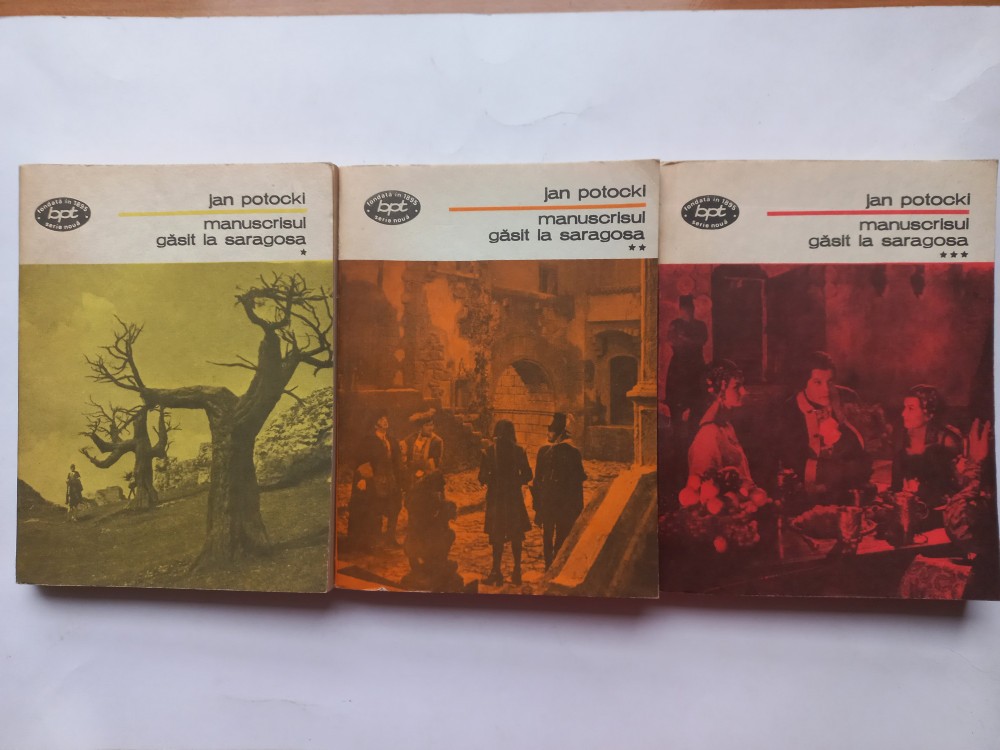 fondată în 1895
bpt
serie nouă
jan potocki
manuscrisul
găsit la saragosa
*
fondată în 1895
bpt
serie nouă
jan potocki
manuscrisul
găsit la saragosa
**
fondată în 1895
bpt
serie nouă
jan potocki
manuscrisul
găsit la saragosa
***